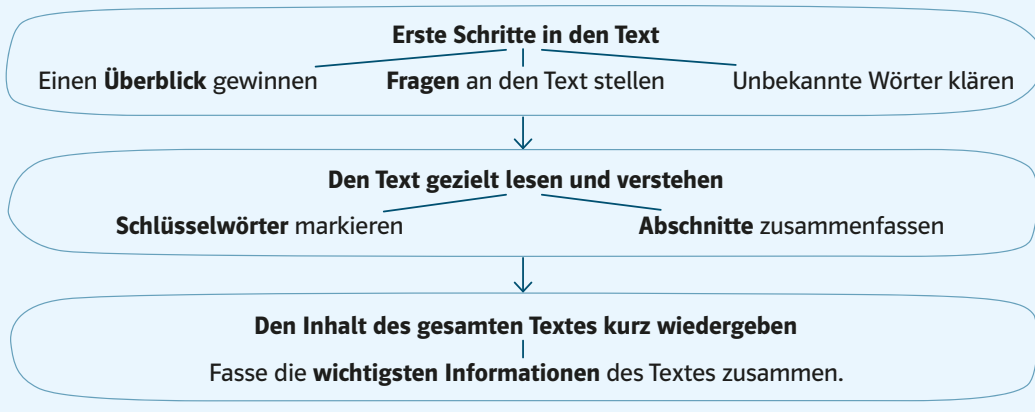 Erste Schritte in den Text
Einen Überblick gewinnen Fragen an den Text stellen Unbekannte Wörter klären
Den Text gezielt lesen und verstehen
Schlüsselwörter markieren Abschnitte zusammenfassen
Den Inhalt des gesamten Textes kurz wiedergeben
Fasse die wichtigsten Informationen des Textes zusammen.